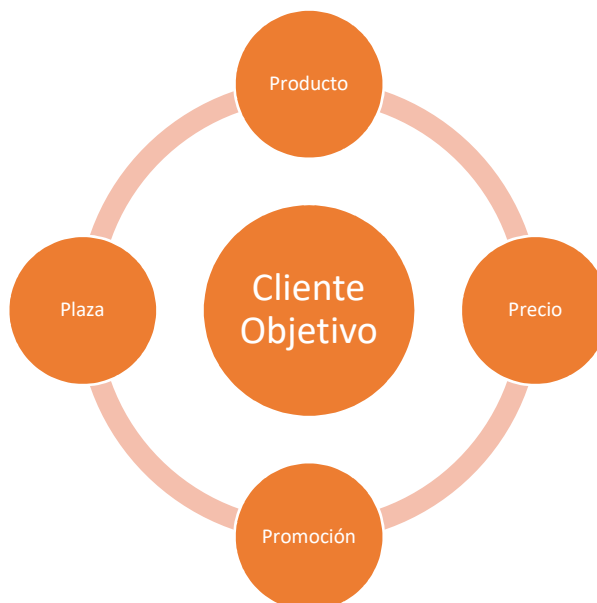 Producto
Plaza
Cliente
Objetivo
Precio
Promoción